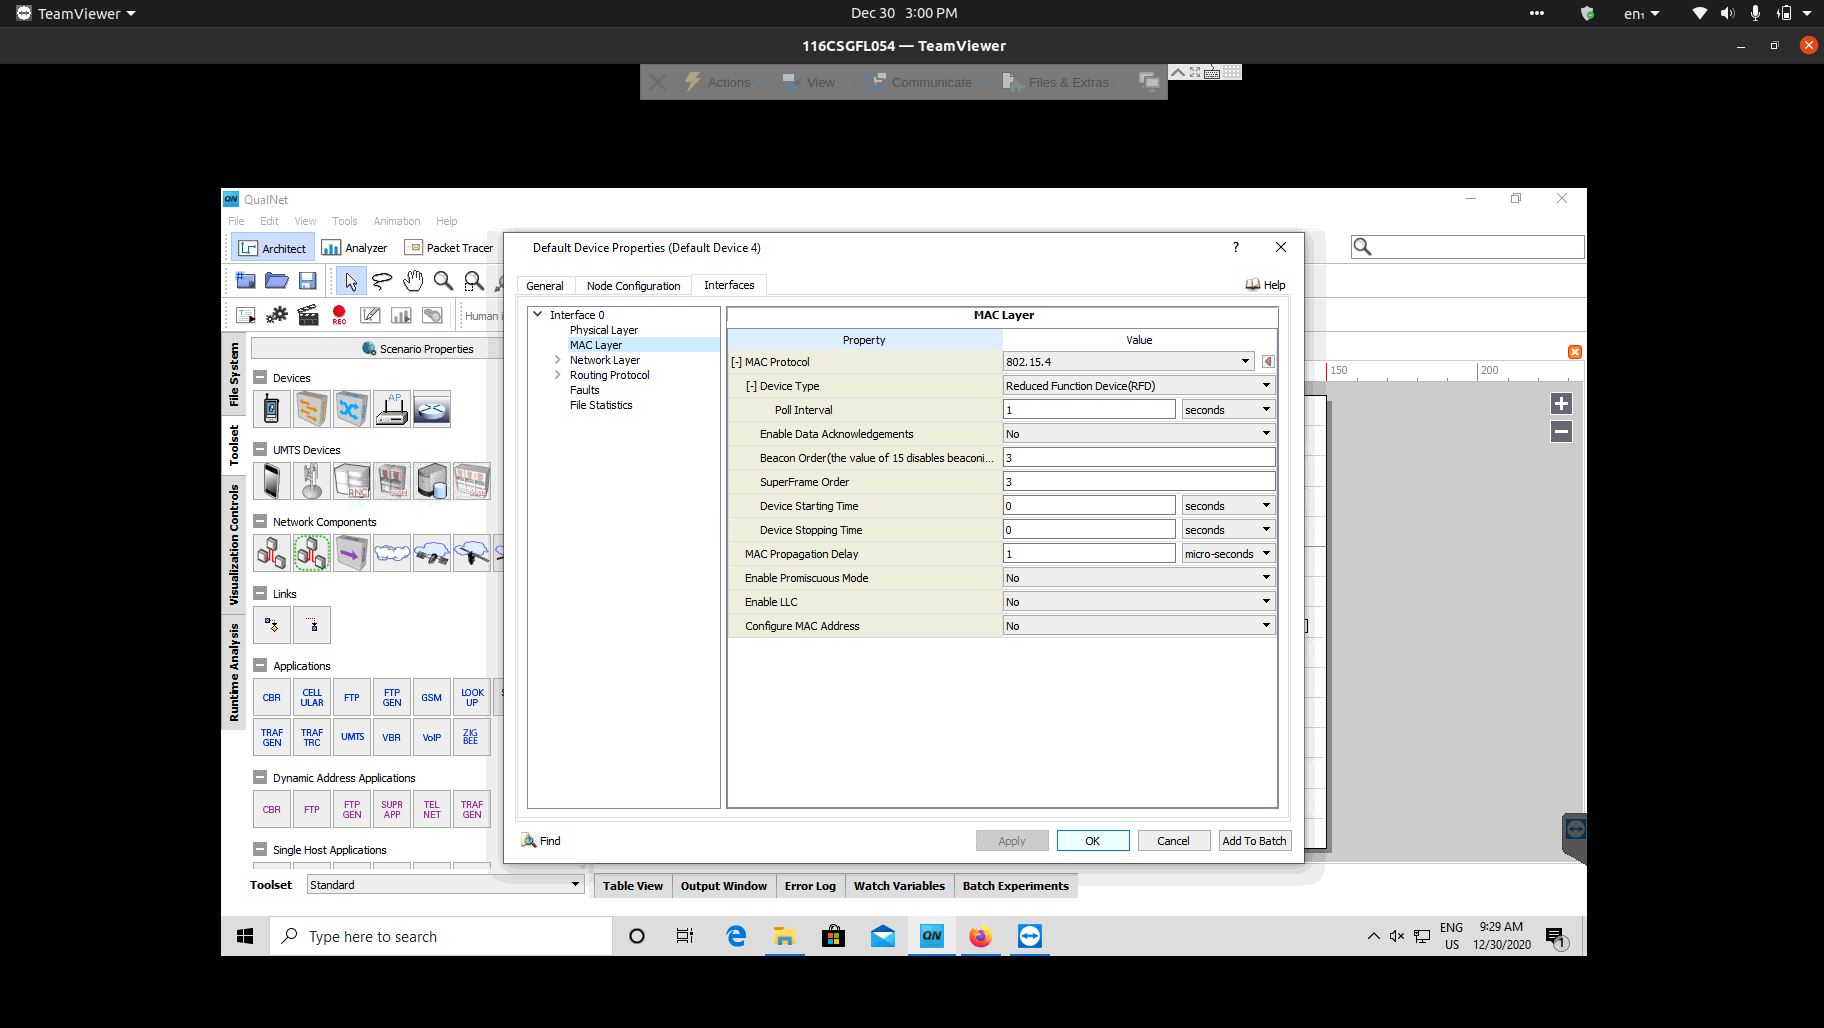 TeamViewer
Dec 30 3:00 PM
en₁
116CSGFL054 — TeamViewer
Actions View Communicate Files & Extras
QN QualNet
File Edit View Tools Animation Help
Architect Analyzer Packet Tracer
Default Device Properties (Default Device 4)
?
General Node Configuration Interfaces
Help
REC
Human i
Scenario Properties
File System
Toolset
Visualization Controls
Runtime Analysis
Devices
AP
UMTS Devices
RNC
Network Components
Links
Applications
CBR CELL ULAR FTP FTP GEN GSM LOOK UP S
TRAF GEN TRAF TRC UMTS VBR VoIP ZIG BEE
Dynamic Address Applications
CBR FTP FTP GEN SUPR APP TEL NET TRAF GEN
Single Host Applications
Toolset Standard
Interface 0
Physical Layer
MAC Layer
Network Layer
Routing Protocol
Faults
File Statistics
MAC Layer
Property Value
[-] MAC Protocol 802.15.4
[-] Device Type Reduced Function Device(RFD)
Poll Interval 1 seconds
Enable Data Acknowledgements No
Beacon Order(the value of 15 disables beaconi... 3
SuperFrame Order 3
Device Starting Time 0 seconds
Device Stopping Time 0 seconds
MAC Propagation Delay 1 micro-seconds
Enable Promiscuous Mode No
Enable LLC No
Configure MAC Address No
150 200
]
Find
Apply OK Cancel Add To Batch
Table View Output Window Error Log Watch Variables Batch Experiments
Type here to search
QN
ENG
US
9:29 AM
12/30/2020
1